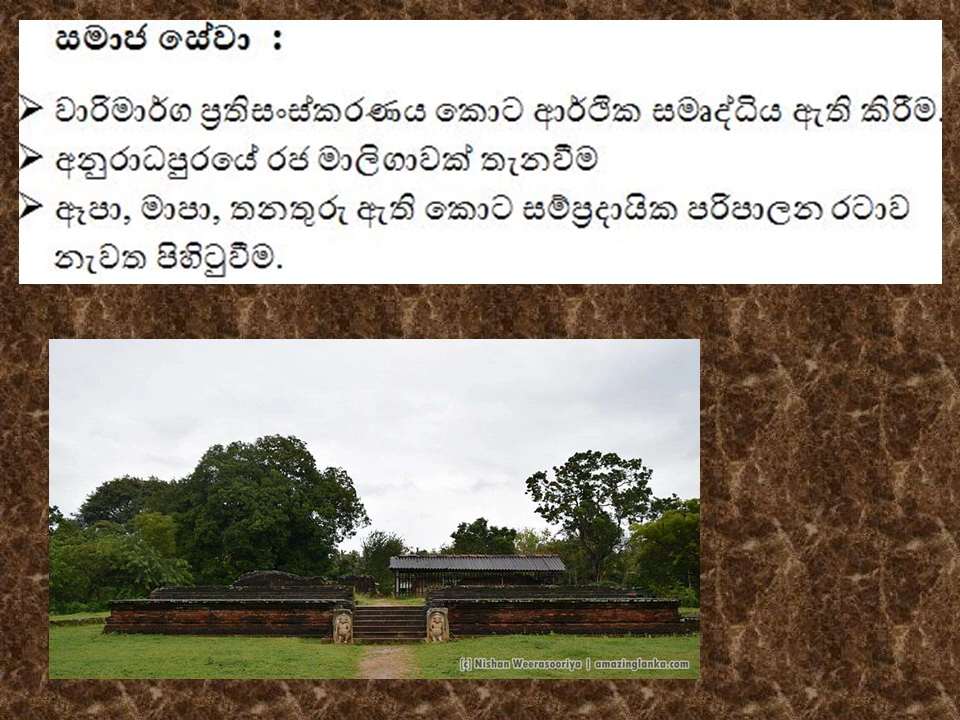 සමාජ සේවා :
➢ වාරිමාර්ග ප්‍රතිසංස්කරණය කොට ආර්ථික සමෘද්ධිය ඇති කිරීම.
➢ අනුරාධපුරයේ රජ මාලිගාවක් තැනවීම
➢ ඈපා, මාපා, තනතුරු ඇති කොට සම්ප්‍රදායික පරිපාලන රටාව
නැවත පිහිටුවීම.
[c] Nishan Weerasooriya | amazinglanka.com